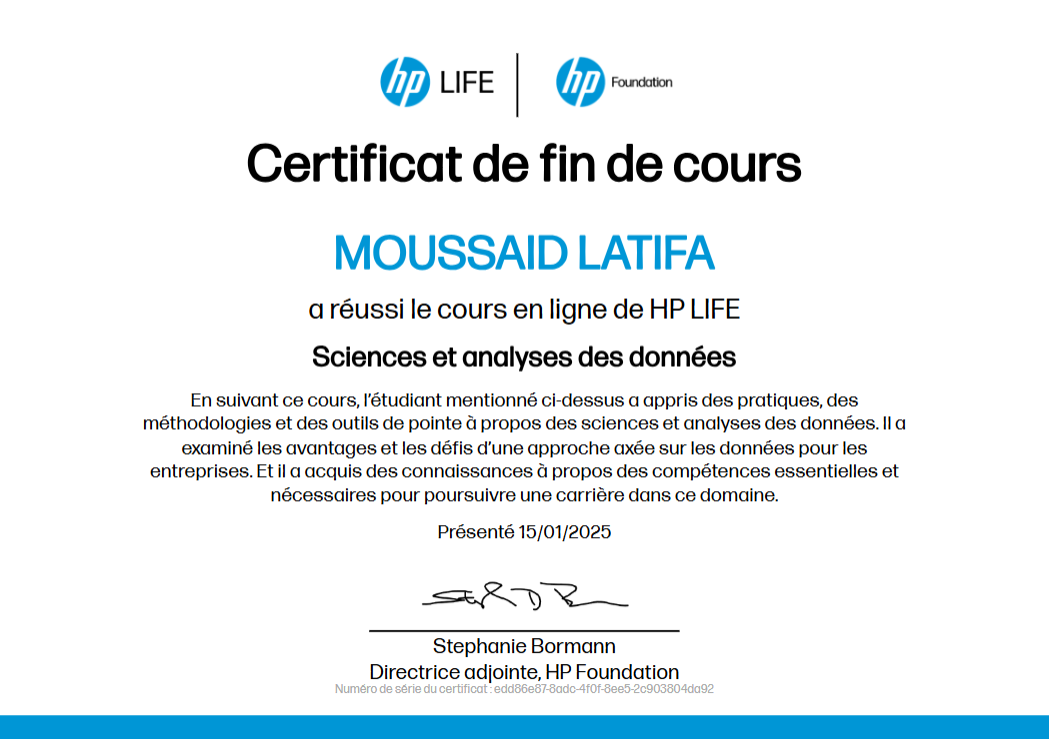 hp LIFE hp Foundation
Certificat de fin de cours
MOUSSAID LATIFA
a réussi le cours en ligne de HP LIFE
Sciences et analyses des données
En suivant ce cours, l'étudiant mentionné ci-dessus a appris des pratiques, des
méthodologies et des outils de pointe à propos des sciences et analyses des données. Il a
examiné les avantages et les défis d'une approche axée sur les données pour les
entreprises. Et il a acquis des connaissances à propos des compétences essentielles et
nécessaires pour poursuivre une carrière dans ce domaine.
Présenté 15/01/2025
Stephanie Bormann
Directrice adjointe, HP Foundation
Numéro de série du certificat : edd86e87-8adc-4f0f-8ee5-2c903804da92